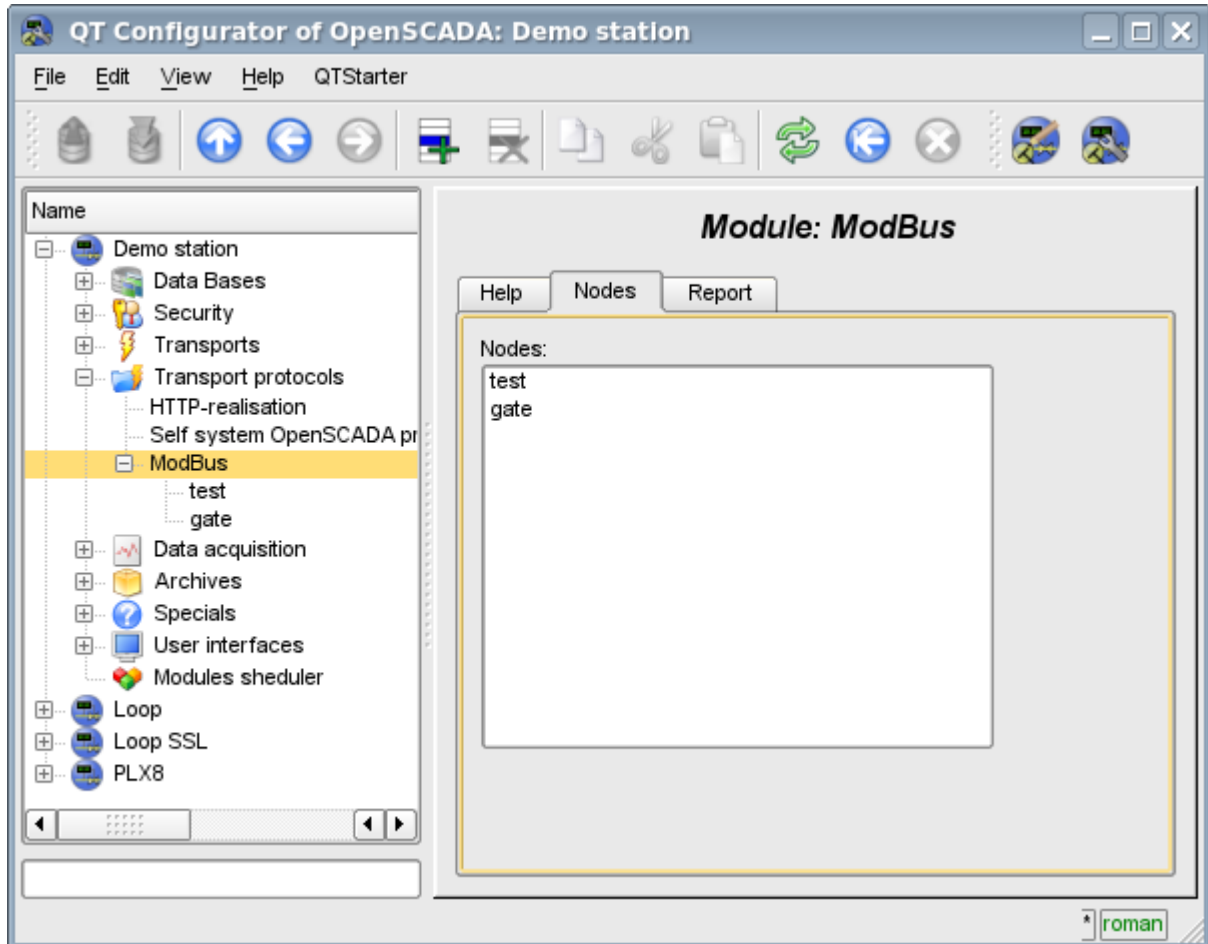 QT Configurator of OpenSCADA: Demo station
File Edit View Help QTStarter
Name
Demo station
Data Bases
Security
Transports
Transport protocols
HTTP-realisation
Self system OpenSCADA pr
ModBus
test
gate
Data acquisition
Archives
Specials
User interfaces
Modules sheduler
Loop
Loop SSL
PLX8
Module: ModBus
Help Nodes Report
Nodes:
test
gate
* roman